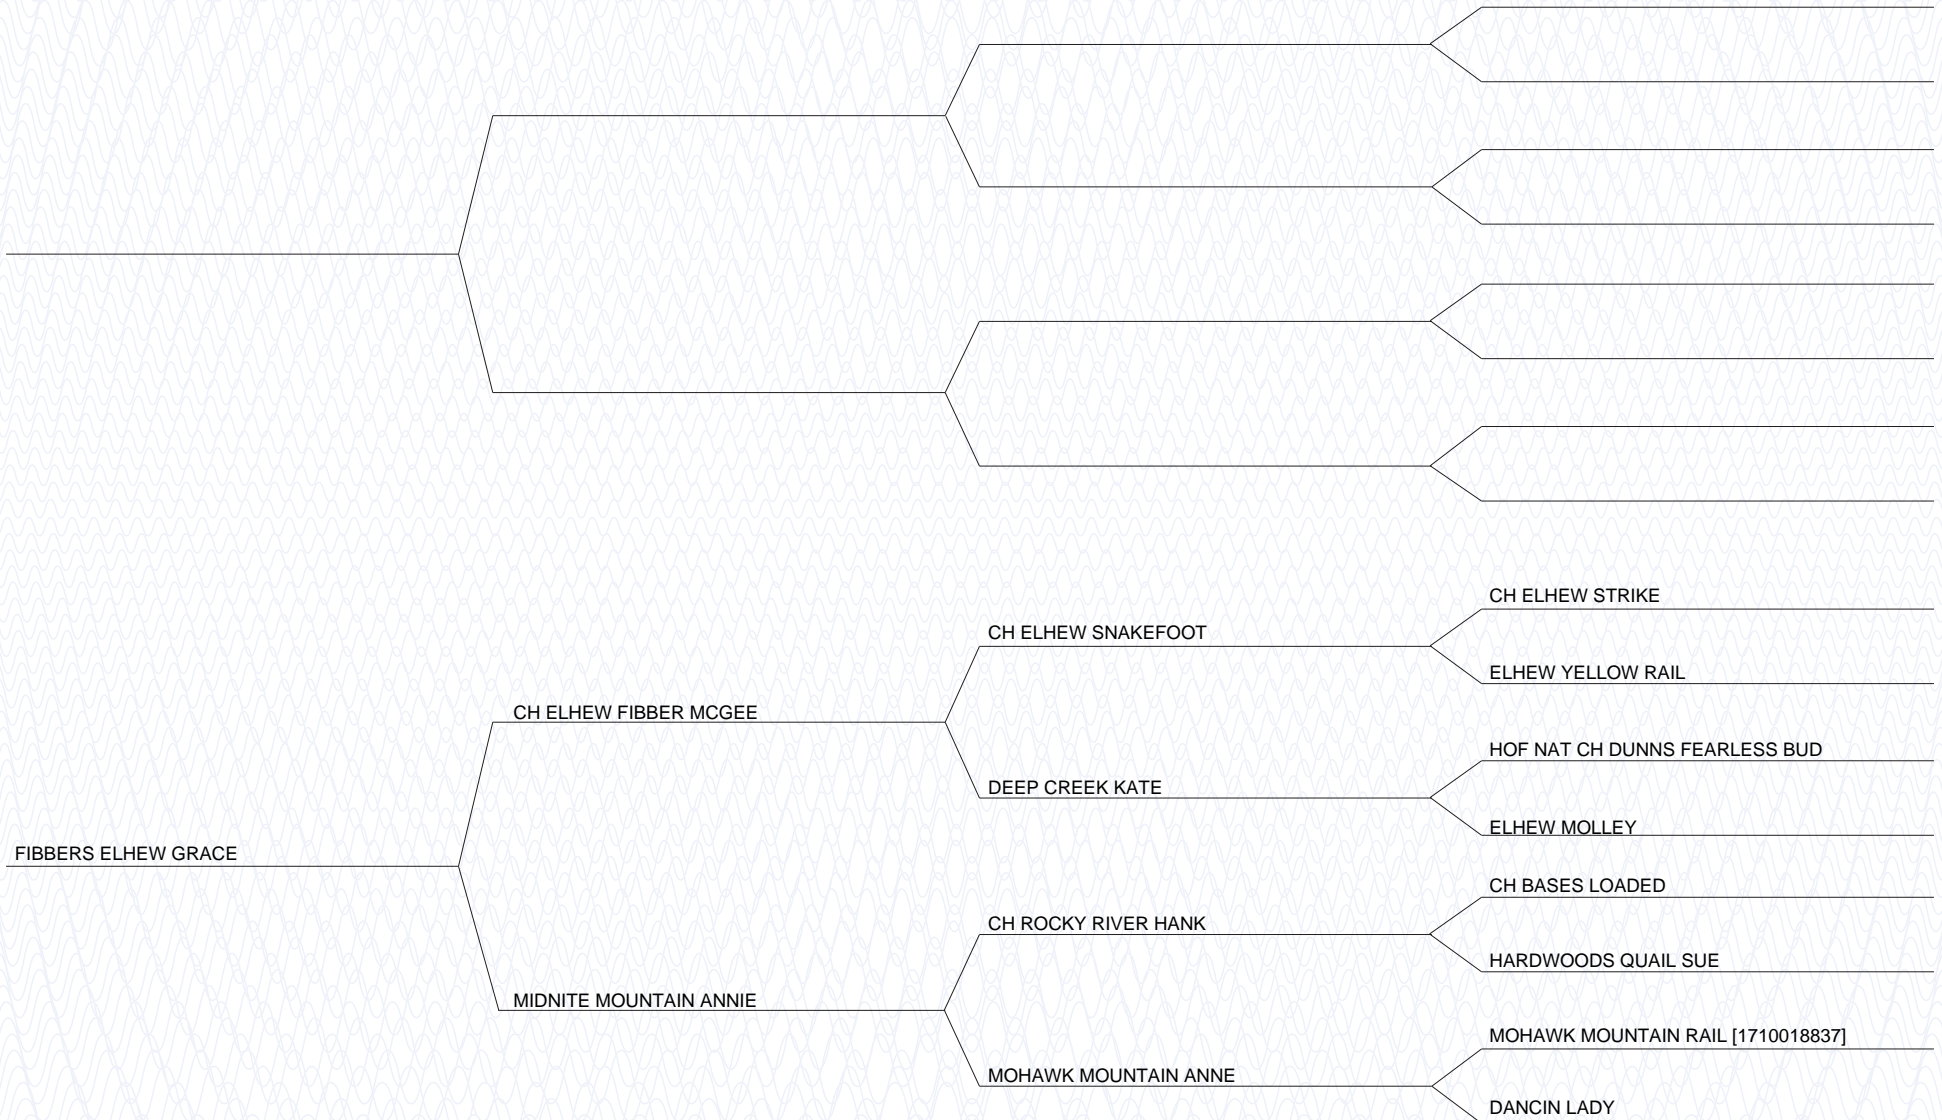 CH ELHEW STRIKE
CH ELHEW SNAKEFOOT
ELHEW YELLOW RAIL
CH ELHEW FIBBER MCGEE
HOF NAT CH DUNNS FEARLESS BUD
DEEP CREEK KATE
ELHEW MOLLEY
FIBBERS ELHEW GRACE
CH BASES LOADED
CH ROCKY RIVER HANK
HARDWOODS QUAIL SUE
MIDNITE MOUNTAIN ANNIE
MOHAWK MOUNTAIN RAIL [1710018837]
MOHAWK MOUNTAIN ANNE
DANCIN LADY